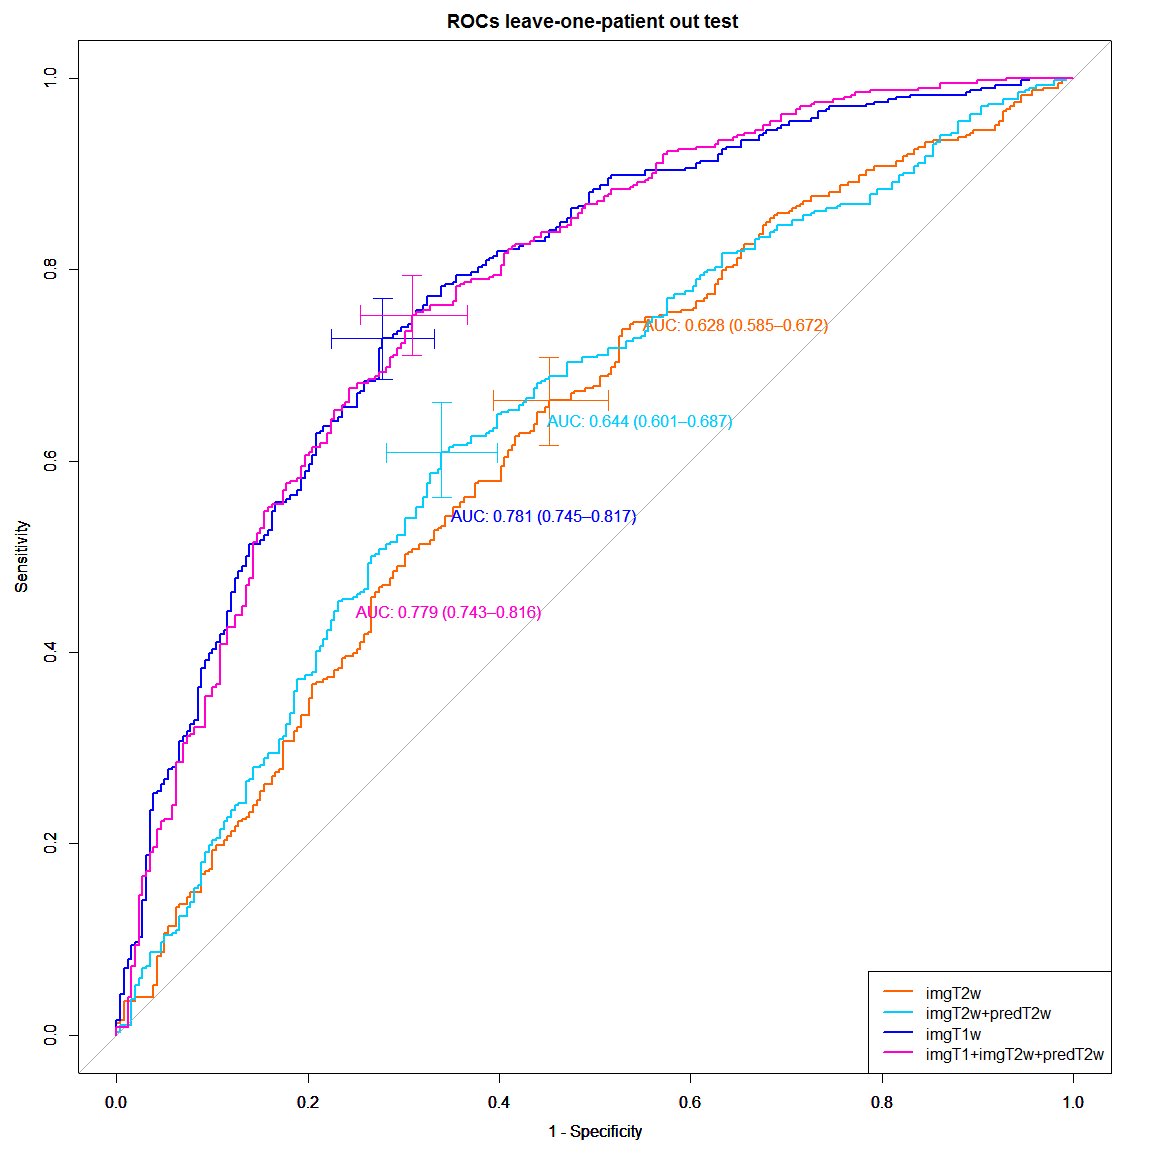 ROCs leave-one-patient out test
1.0
0.8
0.6
0.4
0.2
0.0
Sensitivity
AUC: 0.628 (0.585–0.672)
AUC: 0.644 (0.601–0.687)
AUC: 0.781 (0.745–0.817)
AUC: 0.779 (0.743–0.816)
imgT2w
imgT2w+predT2w
imgT1w
imgT1+imgT2w+predT2w
0.0 0.2 0.4 0.6 0.8 1.0
1 - Specificity